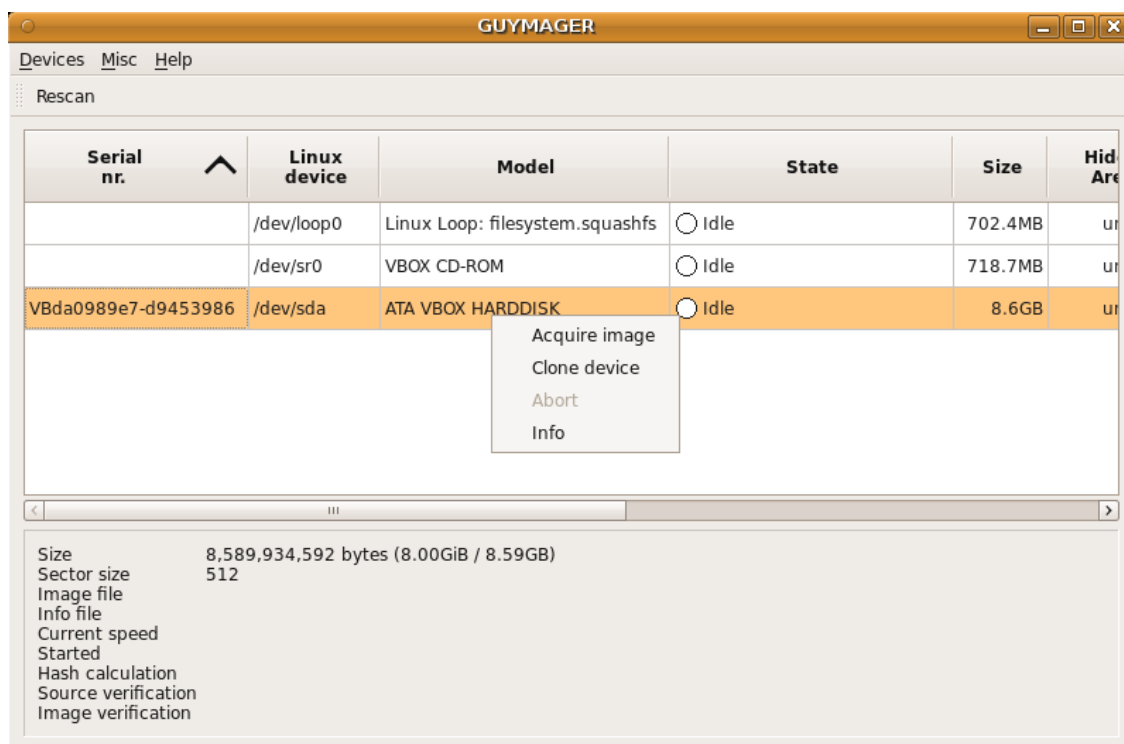 GUYMAGER
Devices Misc Help
Rescan
Serial nr. Linux device Model State Size Hid Are
/dev/loop0 Linux Loop: filesystem.squashfs Idle 702.4MB
/dev/sr0 VBOX CD-ROM Idle 718.7MB
VBda0989e7-d9453986 /dev/sda ATA VBOX HARDDISK Idle 8.6GB
Acquire image
Clone device
Abort
Info
Size 8,589,934,592 bytes (8.00GiB / 8.59GB)
Sector size 512
Image file
Info file
Current speed
Started
Hash calculation
Source verification
Image verification